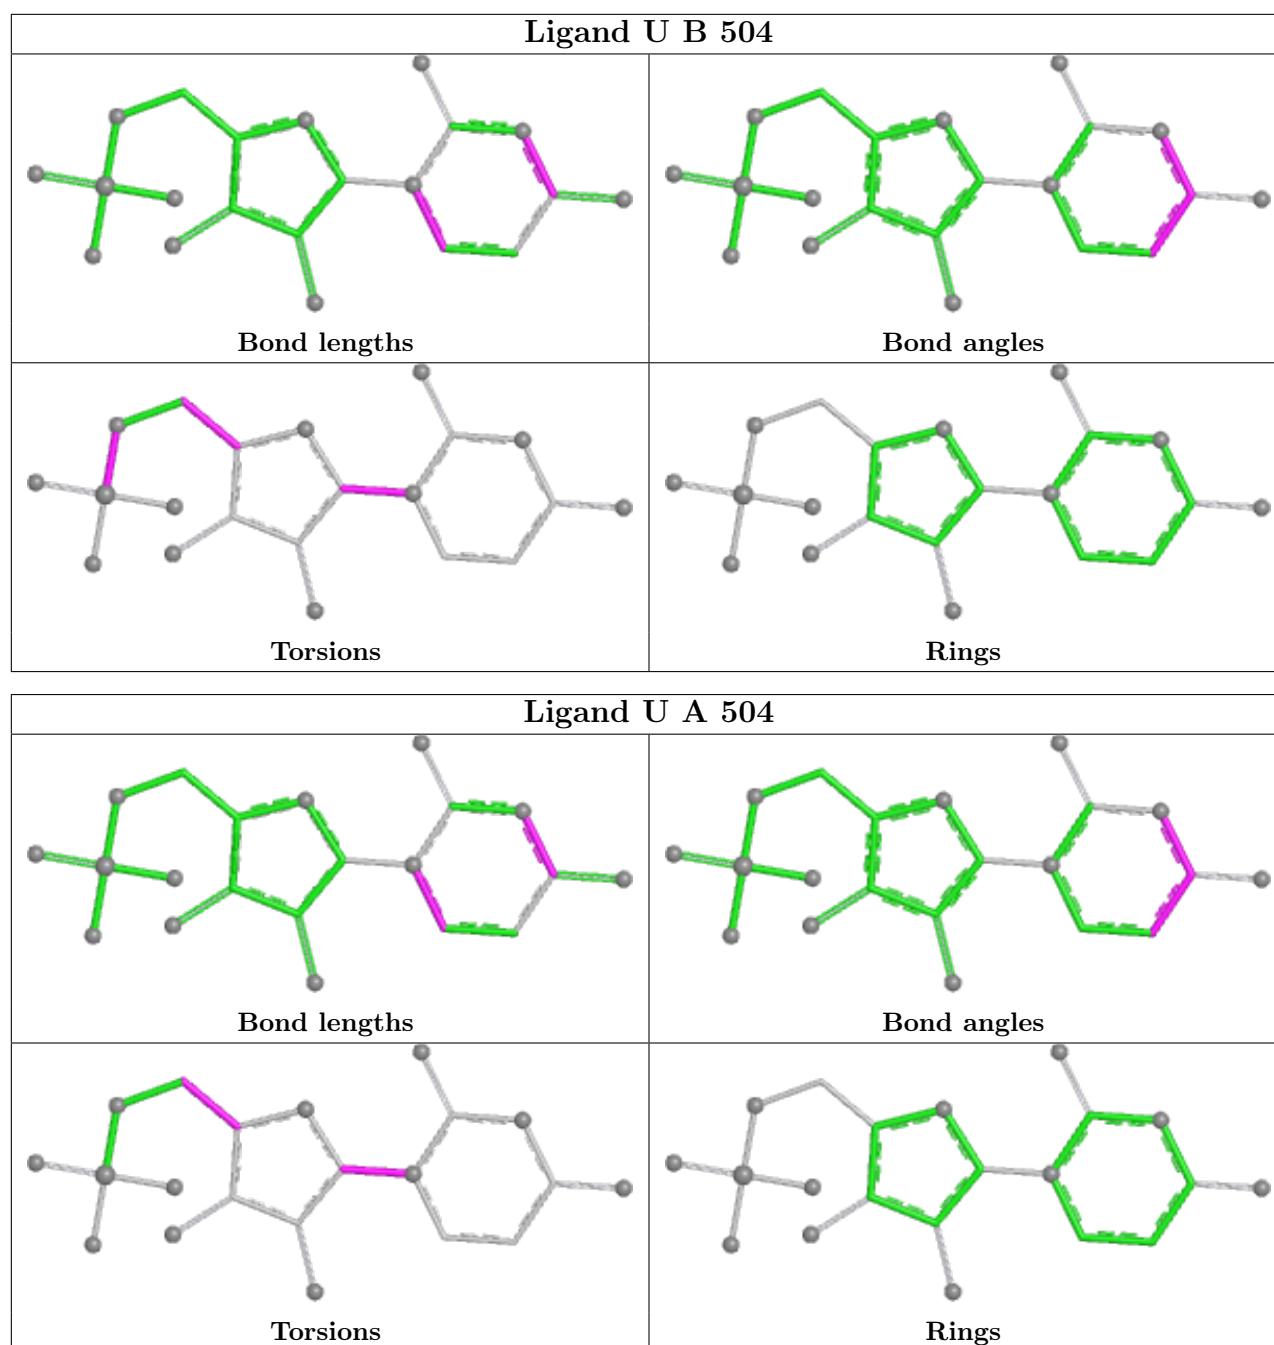 Ligand U B 504
Bond lengths
Bond angles
Torsions
Rings
Ligand U A 504
Bond lengths
Bond angles
Torsions
Rings